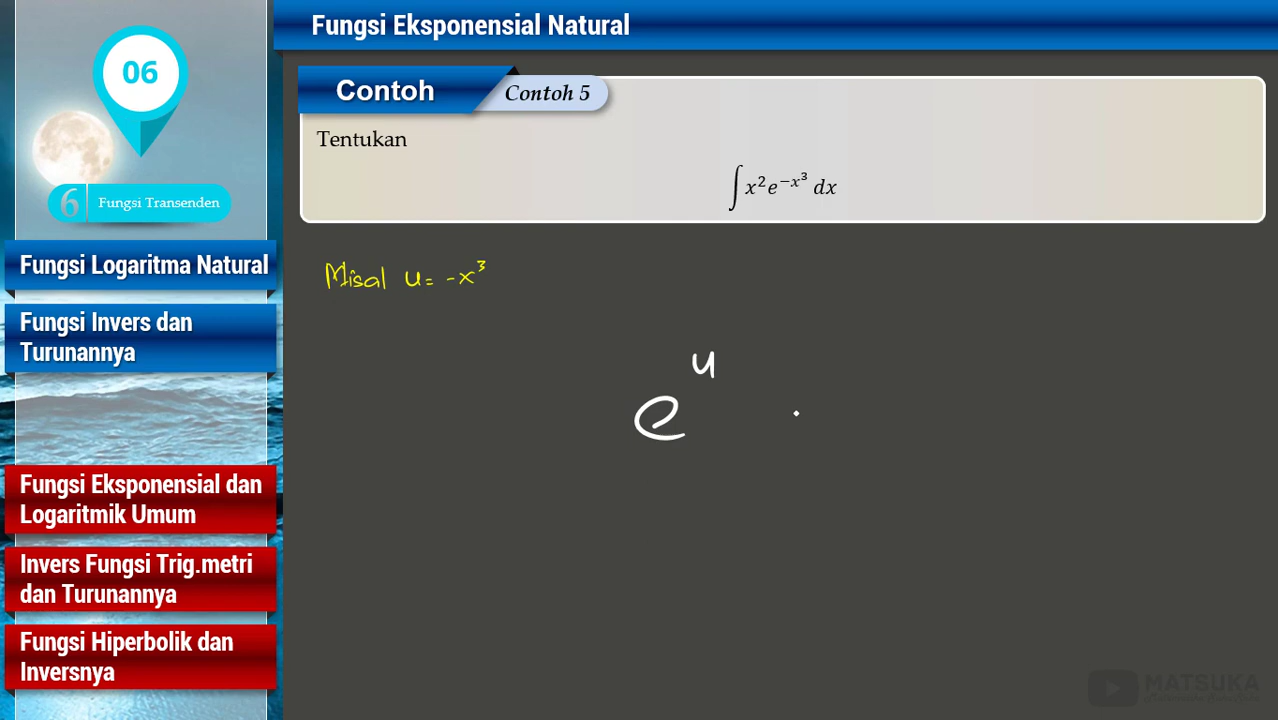 Fungsi Eksponensial Natural
06
6 Fungsi Transenden
Fungsi Logaritma Natural
Fungsi Invers dan
Turunannya
Fungsi Eksponensial dan
Logaritmik Umum
Invers Fungsi Trig.metri
dan Turunannya
Fungsi Hiperbolik dan
Inversnya
Contoh
Contoh 5
Tentukan
∫x²e^{−x³} dx
Misal u = -x³
e^u
MATSUKA